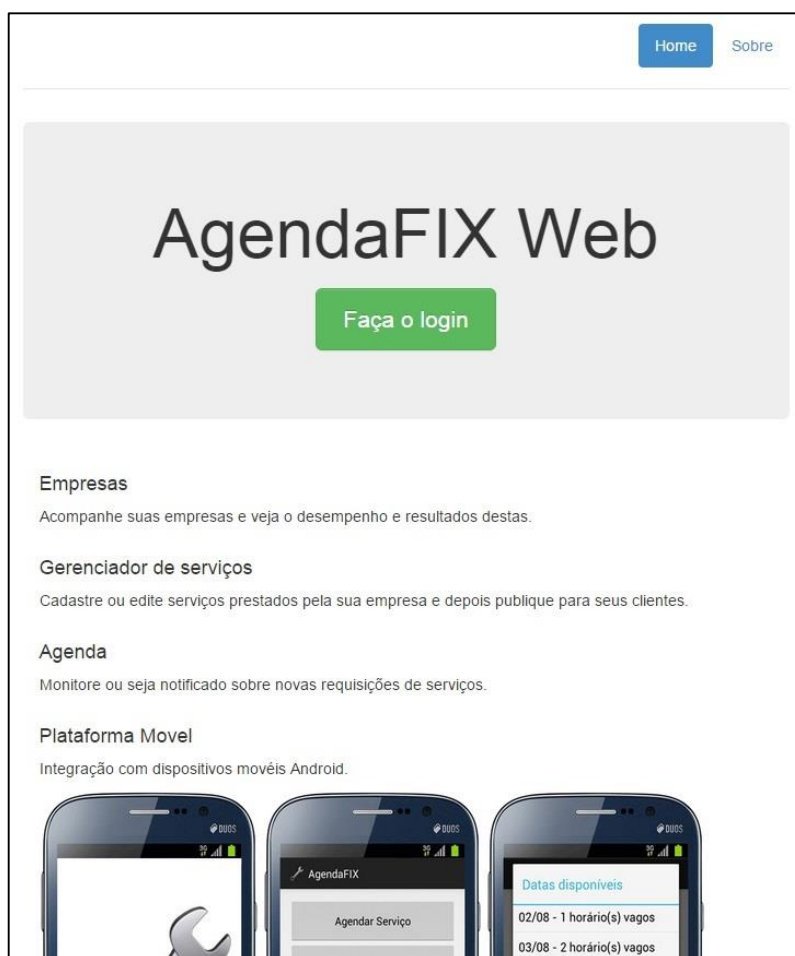 Home Sobre
AgendaFIX Web
Faça o login
Empresas
Acompanhe suas empresas e veja o desempenho e resultados destas.
Gerenciador de serviços
Cadastre ou edite serviços prestados pela sua empresa e depois publique para seus clientes.
Agenda
Monitore ou seja notificado sobre novas requisições de serviços.
Plataforma Movel
Integração com dispositivos movéis Android.
DUOS
3G
DUOS
3G
AgendaFIX
Agendar Serviço
DUOS
3G
Datas disponíveis
02/08 - 1 horário(s) vagos
03/08 - 2 horário(s) vagos